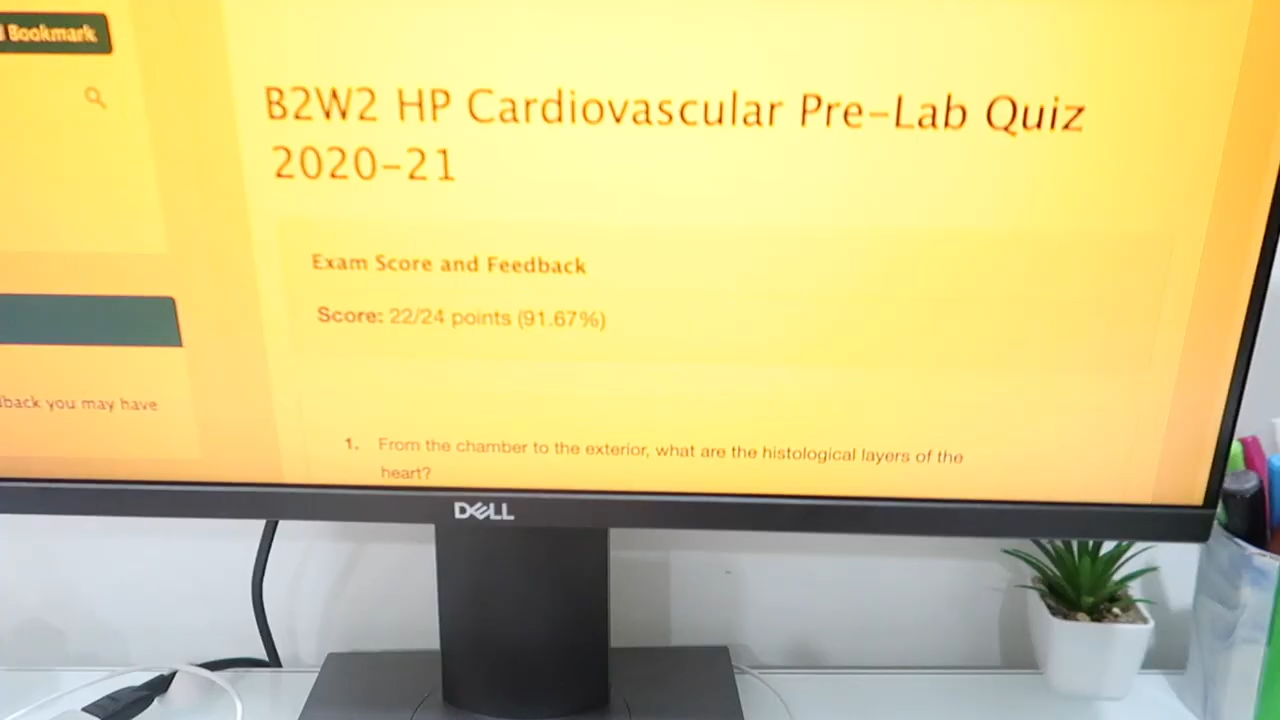 Bookmark
B2W2 HP Cardiovascular Pre-Lab Quiz
2020-21
Exam Score and Feedback
Score: 22/24 points (91.67%)
you may have
1. From the chamber to the exterior, what are the histological layers of the
heart?
DELL